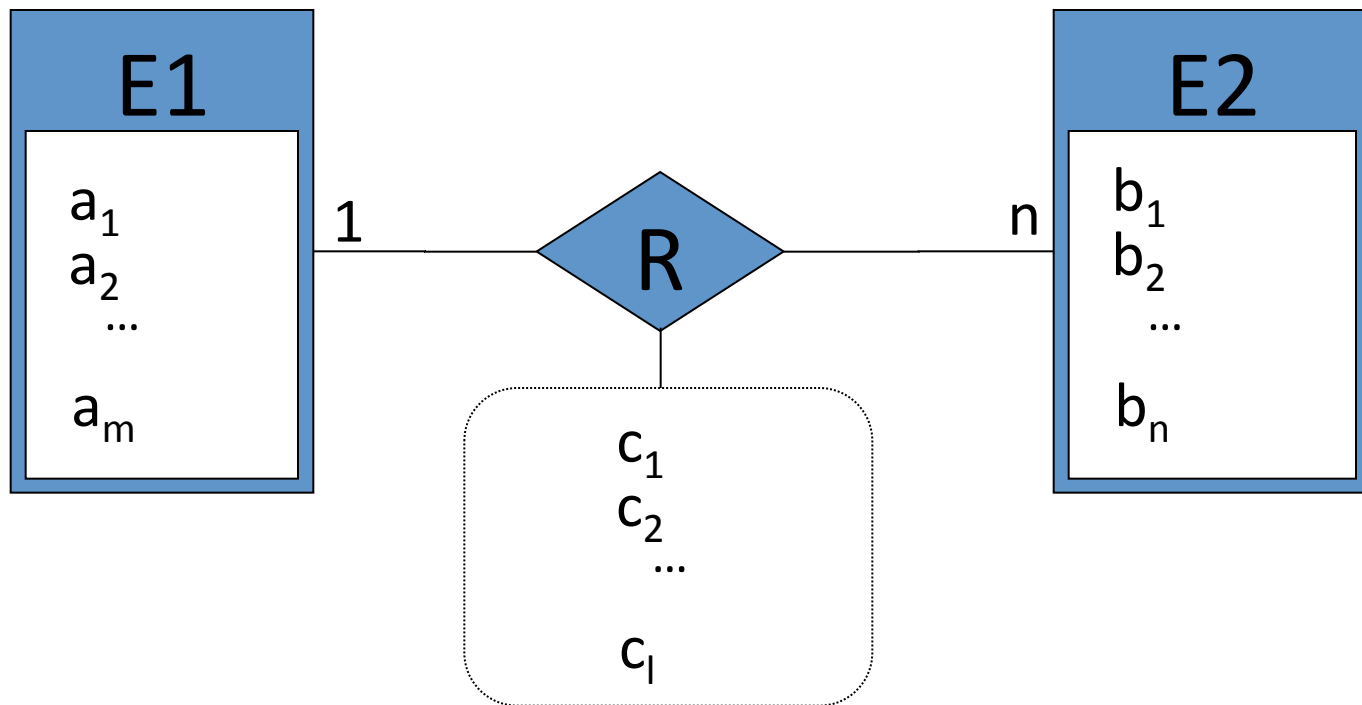 E1
a₁
a₂
...
aₘ
1
R
n
E2
b₁
b₂
...
bₙ
c₁
c₂
...
cₗ